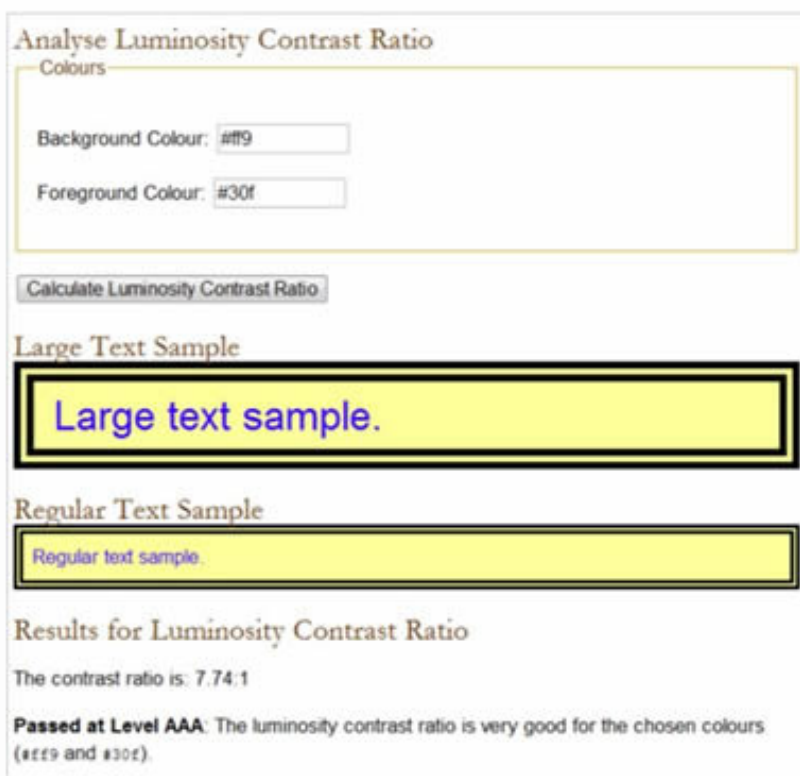 Analyse Luminosity Contrast Ratio
Colours
Background Colour: #ff9
Foreground Colour: #30f
Calculate Luminosity Contrast Ratio
Large Text Sample
Large text sample.
Regular Text Sample
Regular text sample.
Results for Luminosity Contrast Ratio
The contrast ratio is: 7.74:1
Passed at Level AAA: The luminosity contrast ratio is very good for the chosen colours
(#ff9 and #30f).